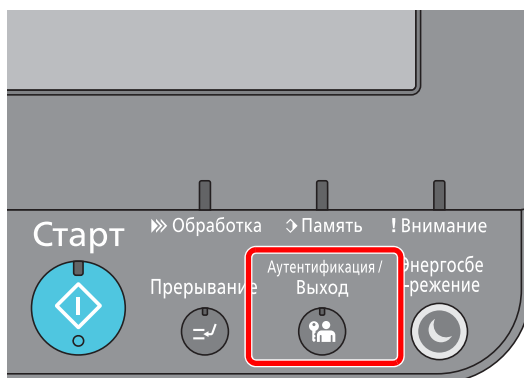 Обработка
Память
! Внимание
Старт
Прерывание
Аутентификация /
Выход
Энергосбе
-режение